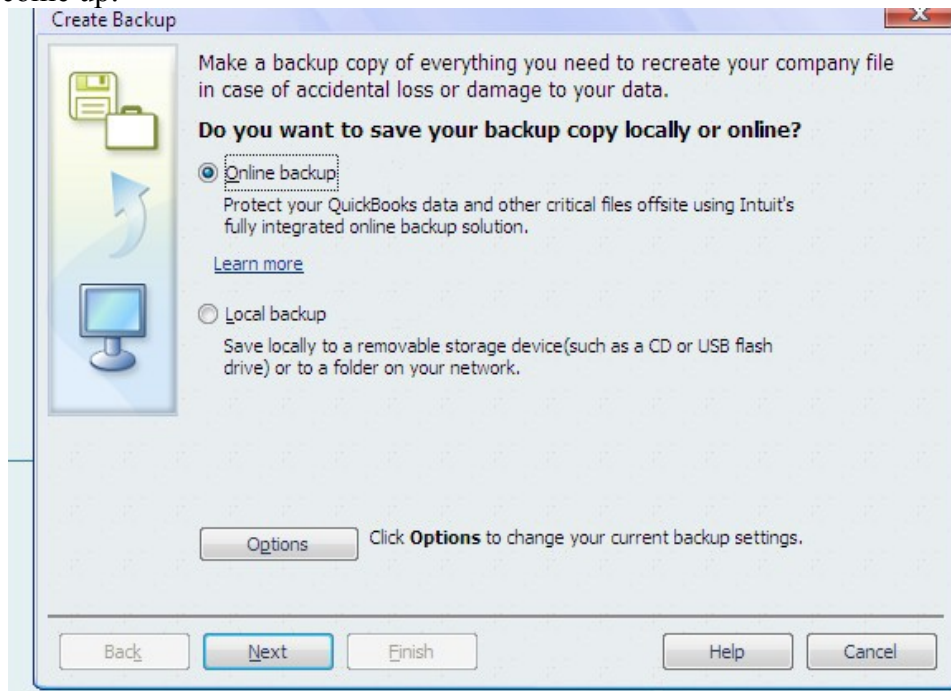 come up.
Create Backup
Make a backup copy of everything you need to recreate your company file
in case of accidental loss or damage to your data.
Do you want to save your backup copy locally or online?
Online backup
Protect your QuickBooks data and other critical files offsite using Intuit's
fully integrated online backup solution.
Learn more
Local backup
Save locally to a removable storage device(such as a CD or USB flash
drive) or to a folder on your network.
Options Click Options to change your current backup settings.
Back Next Finish Help Cancel